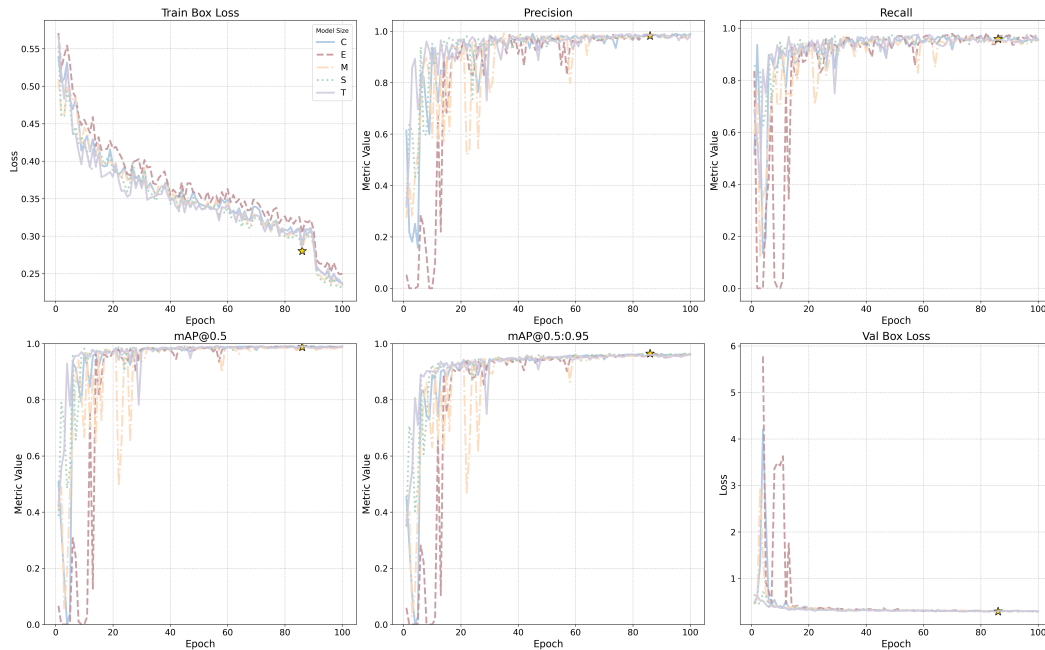 Train Box Loss
Model Size
C
E
M
S
T
0.55
0.50
0.45
0.40
0.35
0.30
0.25
Loss
0 20 40 60 80 100
Epoch
Precision
1.0
0.8
0.6
0.4
0.2
0.0
Metric Value
0 20 40 60 80 100
Epoch
Recall
1.0
0.8
0.6
0.4
0.2
0.0
Metric Value
0 20 40 60 80 100
Epoch
mAP@0.5
1.0
0.8
0.6
0.4
0.2
0.0
Metric Value
0 20 40 60 80 100
Epoch
mAP@0.5:0.95
1.0
0.8
0.6
0.4
0.2
0.0
Metric Value
0 20 40 60 80 100
Epoch
Val Box Loss
6
5
4
3
2
1
Loss
0 20 40 60 80 100
Epoch